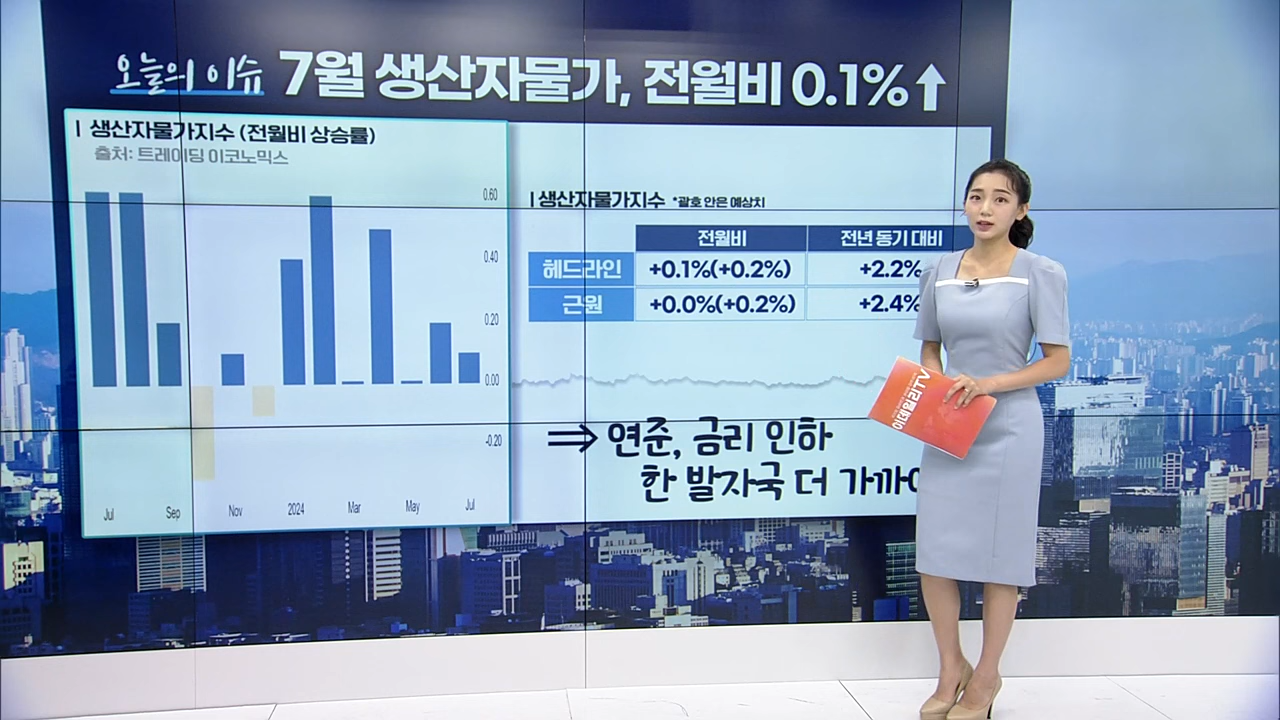 오늘의 이슈 7월 생산자물가, 전월비 0.1%↑
| 생산자물가지수 (전월비 상승률)
출처: 트레이딩 이코노믹스
0.60
0.40
0.20
0.00
-0.20
Jul Sep Nov 2024 Mar May Jul
| 생산자물가지수 *괄호 안은 예상치
전월비 전년 동기 대비
헤드라인 +0.1%(+0.2%) +2.2%
근원 +0.0%(+0.2%) +2.4%
⇒ 연준, 금리 인하
한 발자국 더
이데일리TV